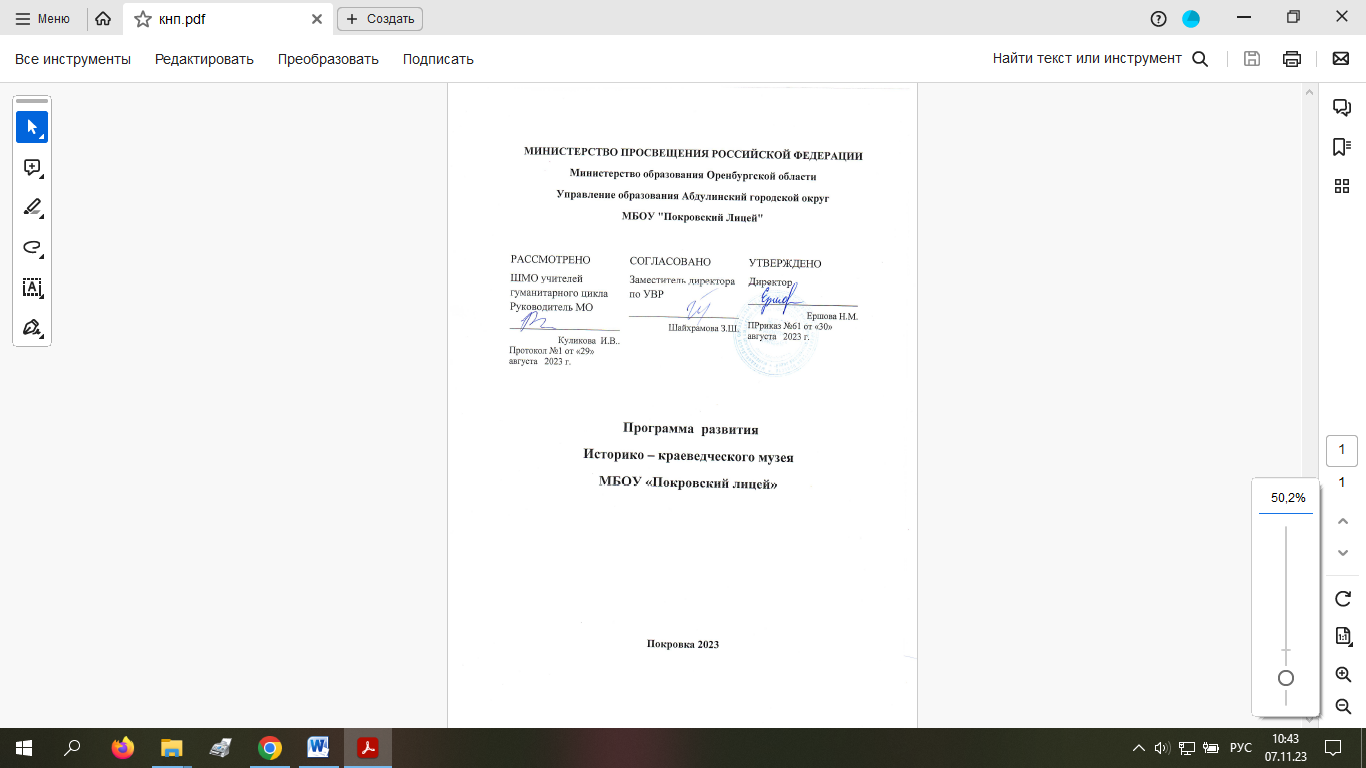 Меню
кнп.pdf
Создать
Все инструменты
Редактировать
Преобразовать
Подписать
Найти текст или инструмент
МИНИСТЕРСТВО ПРОСВЕЩЕНИЯ РОССИЙСКОЙ ФЕДЕРАЦИИ
Министерство образования Оренбургской области
Управление образования Абдулинский городской округ
МБОУ "Покровский Лицей"
РАССМОТРЕНО
ШМО учителей
гуманитарного цикла
Руководитель МО
Куликова И.В..
Протокол №1 от «29»
августа 2023 г.
СОГЛАСОВАНО
Заместитель директора
по УВР
Шайхрамова З.Ш.
УТВЕРЖДЕНО
Директор
Ершова Н.М.
ПРриказ №61 от «30»
августа 2023 г.
Программа развития
Историко – краеведческого музея
МБОУ «Покровский лицей»
Покровка 2023
1
1
50,2%
РУС
10:43
07.11.23